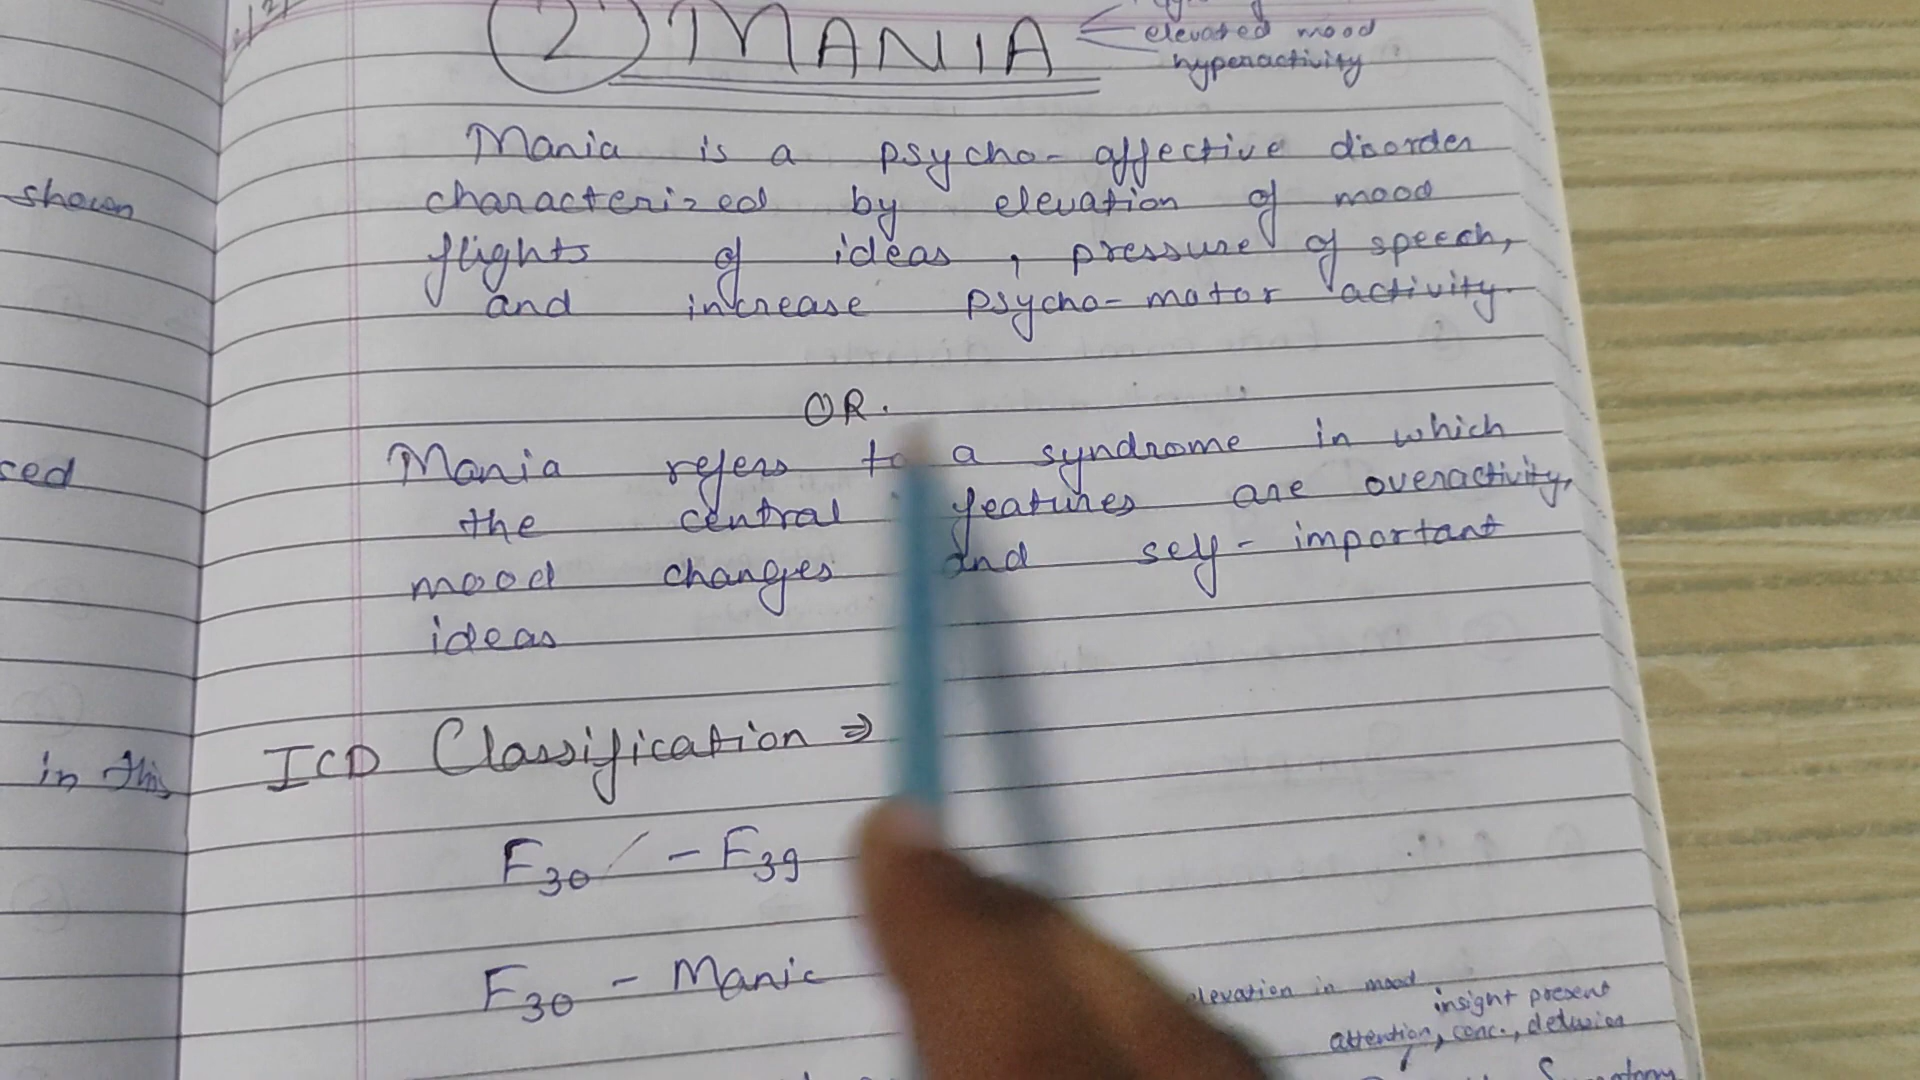 2 MANIA
elevated mood
hyperactivity
Mania is a psycho-affective disorder
characterized by elevation of mood
flights of ideas, pressure of speech,
and increase psycho-motor activity.
OR.
Mania refers to a syndrome in which
the central features are overactivity,
mood changes and self-important
ideas
ICD Classification ⇒
F30 - F39
F30 - Manic
elevation in mood
insight present
attention, conc., delusion
shown
ced
in this